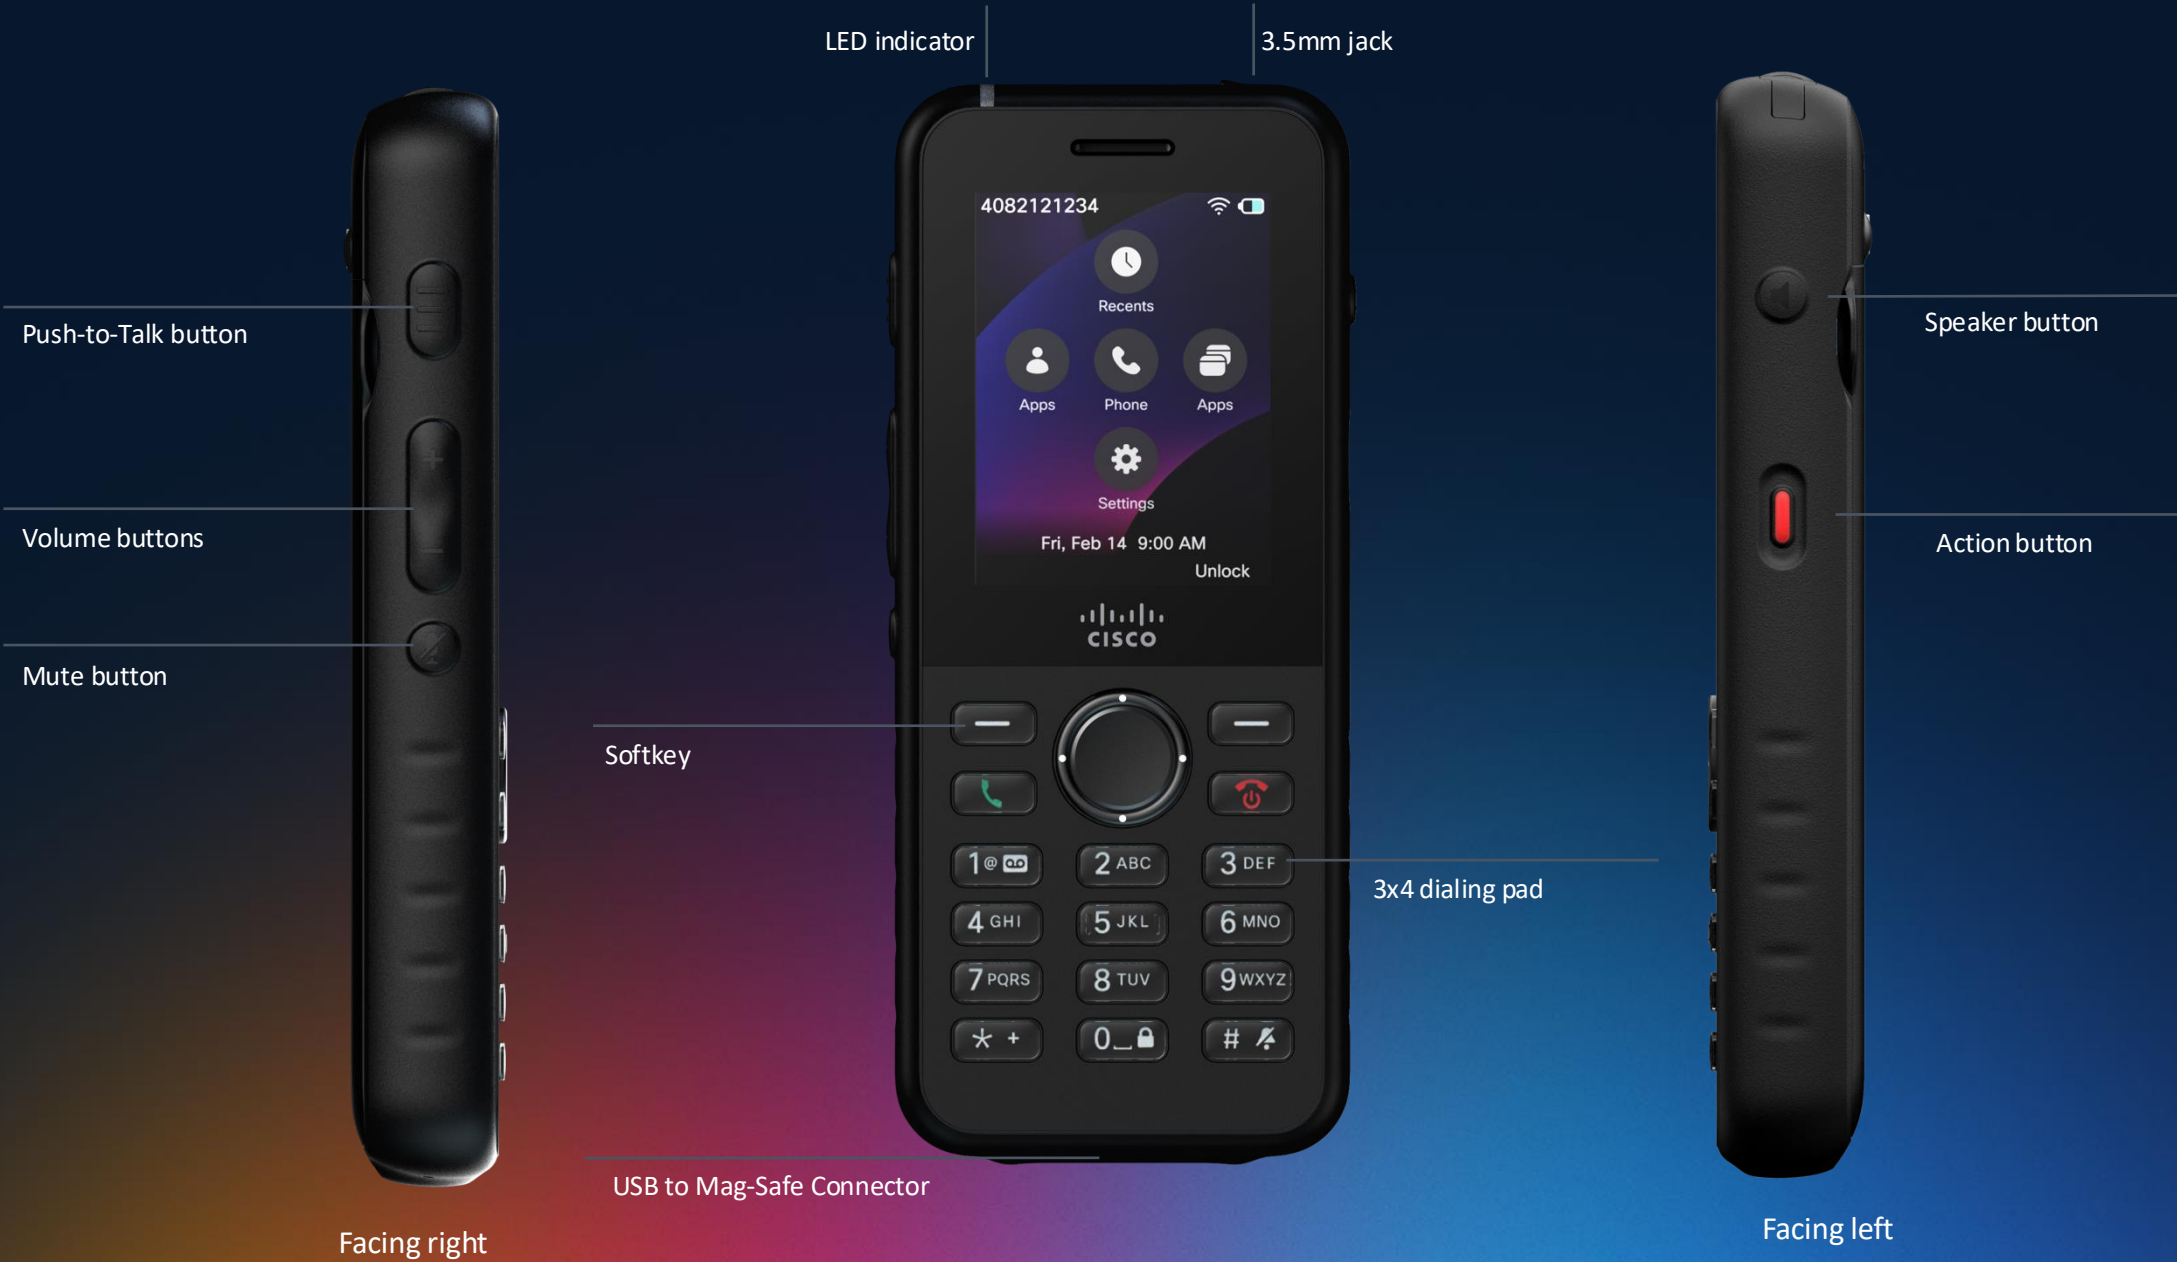 LED indicator
3.5mm jack
Push-to-Talk button
Volume buttons
Mute button
Softkey
USB to Mag-Safe Connector
Facing right
4082121234
Recents
Apps
Phone
Apps
Settings
Fri, Feb 14 9:00 AM
Unlock
CISCO
1 @
2 ABC
3 DEF
4 GHI
5 JKL
6 MNO
7 PQRS
8 TUV
9 WXYZ
* +
0
#
3x4 dialing pad
Speaker button
Action button
Facing left